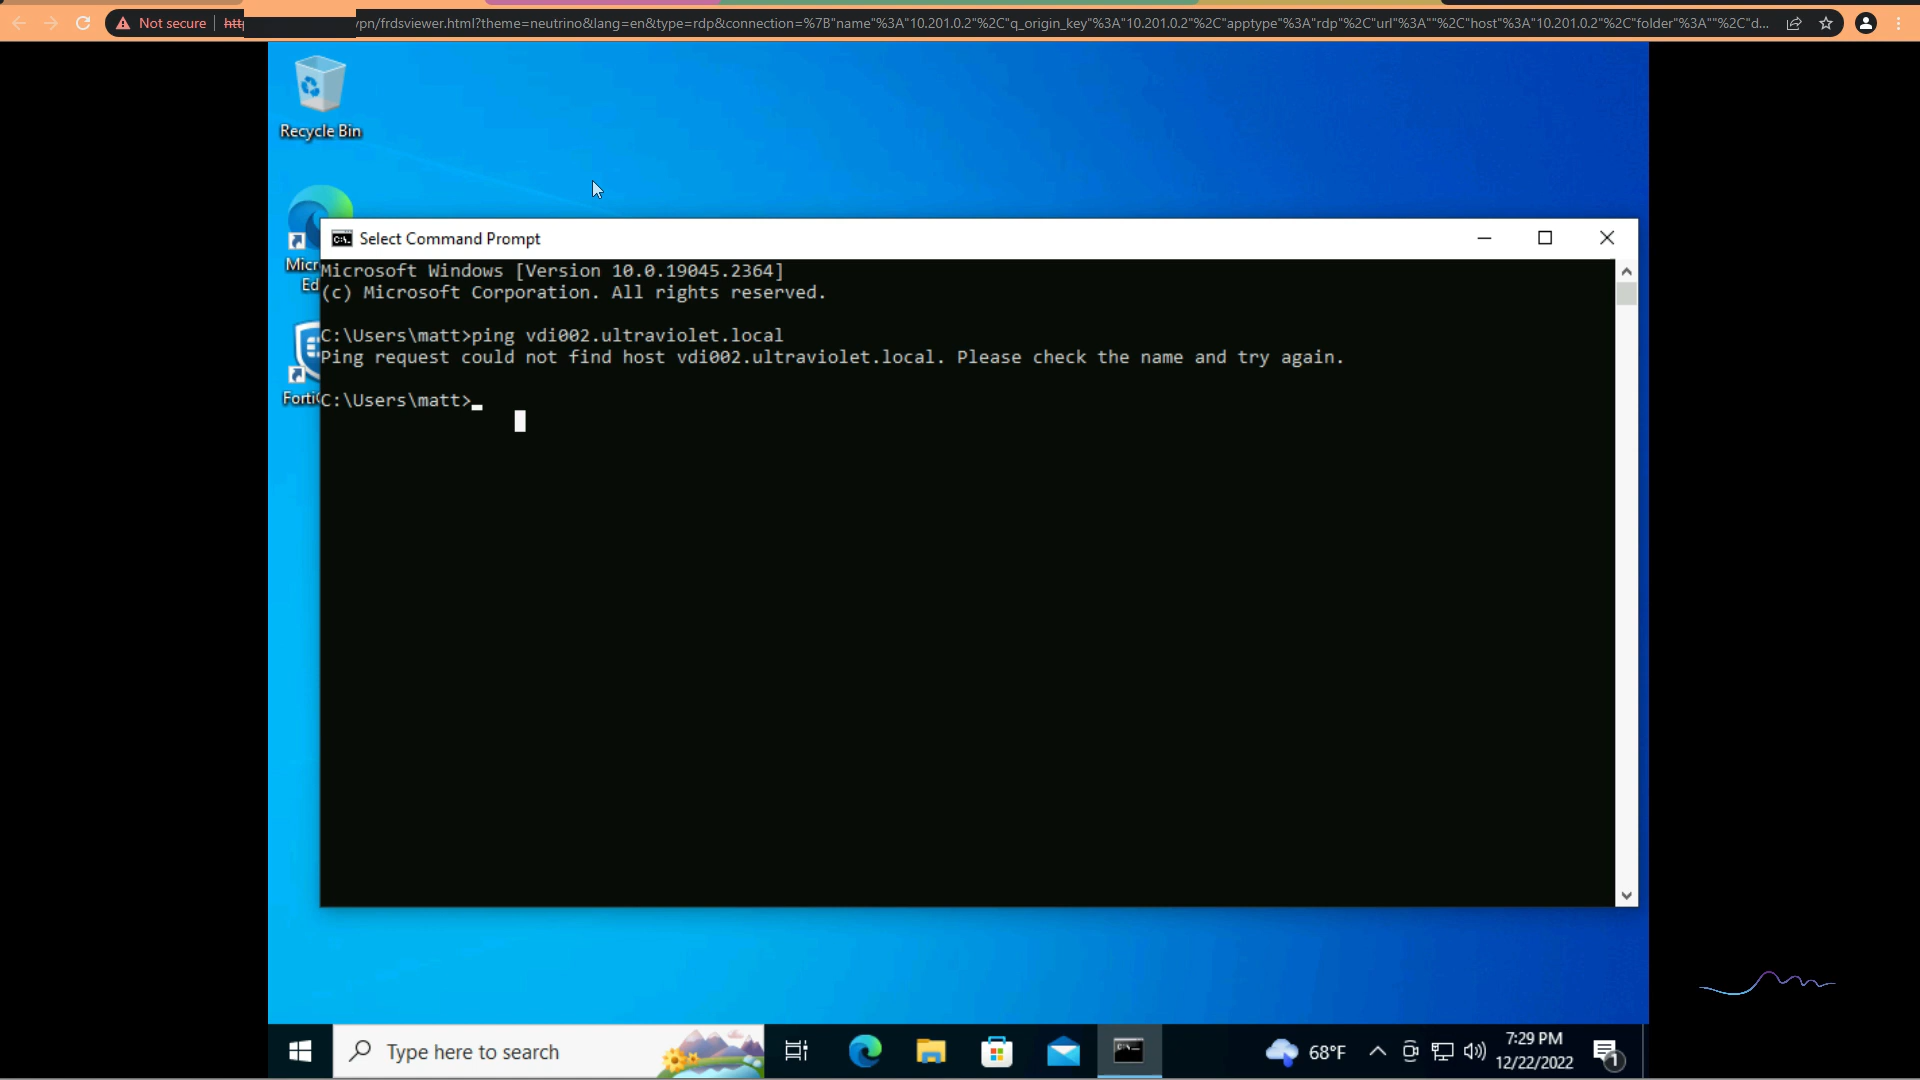 Not secure
vpn/frdsviewer.html?theme=neutrino&lang=en&type=rdp&connection=%7B"name"%3A"10.201.0.2"%2C"q_origin_key"%3A"10.201.0.2"%2C"apptype"%3A"rdp"%2C"url"%3A""%2C"host"%3A"10.201.0.2"%2C"folder"%3A""%2C"d...
Recycle Bin
Select Command Prompt
Microsoft Windows [Version 10.0.19045.2364]
(c) Microsoft Corporation. All rights reserved.
C:\Users\matt>ping vdi002.ultraviolet.local
Ping request could not find host vdi002.ultraviolet.local. Please check the name and try again.
C:\Users\matt>
Type here to search
68°F
7:29 PM
12/22/2022
1